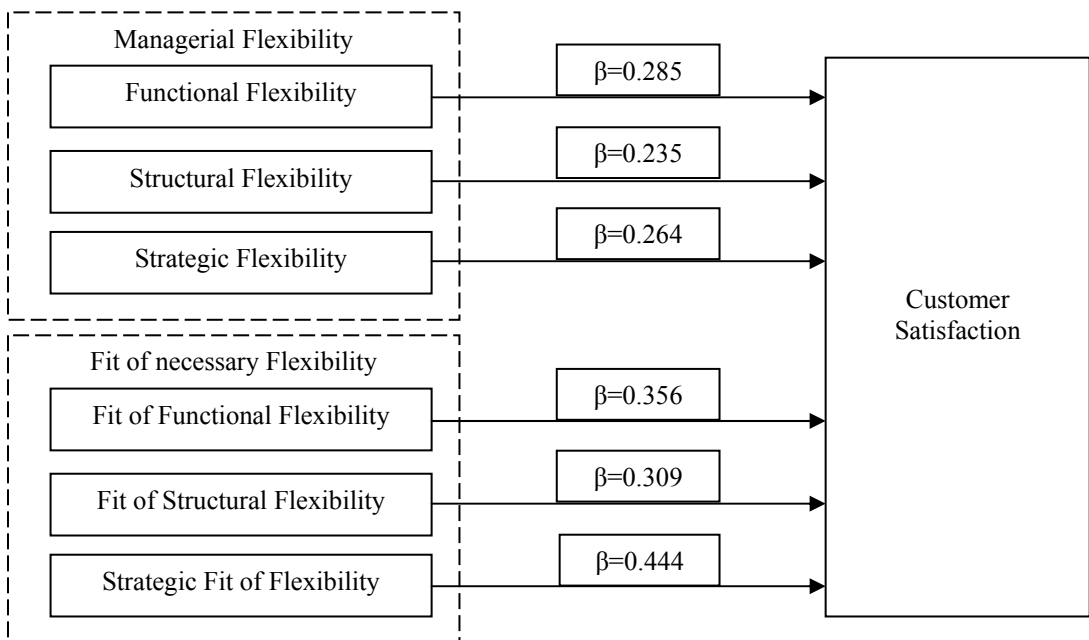 Managerial Flexibility
Functional Flexibility
β=0.285
Structural Flexibility
β=0.235
Strategic Flexibility
β=0.264
Customer
Satisfaction
Fit of necessary Flexibility
Fit of Functional Flexibility
β=0.356
Fit of Structural Flexibility
β=0.309
Strategic Fit of Flexibility
β=0.444